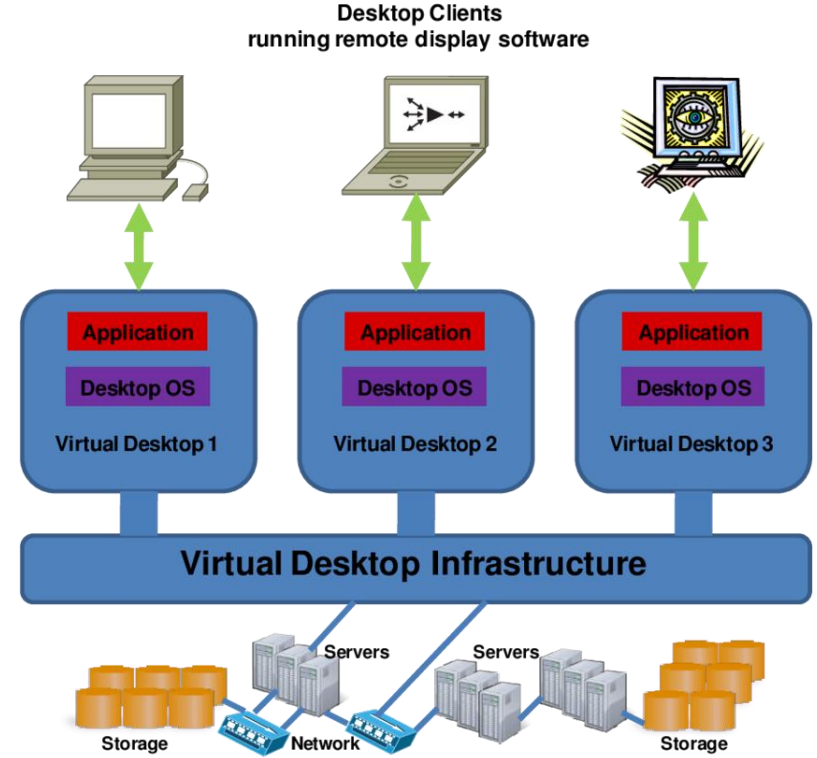 Desktop Clients
running remote display software
Application
Desktop OS
Virtual Desktop 1
Application
Desktop OS
Virtual Desktop 2
Application
Desktop OS
Virtual Desktop 3
Virtual Desktop Infrastructure
Servers
Servers
Storage
Network
Storage